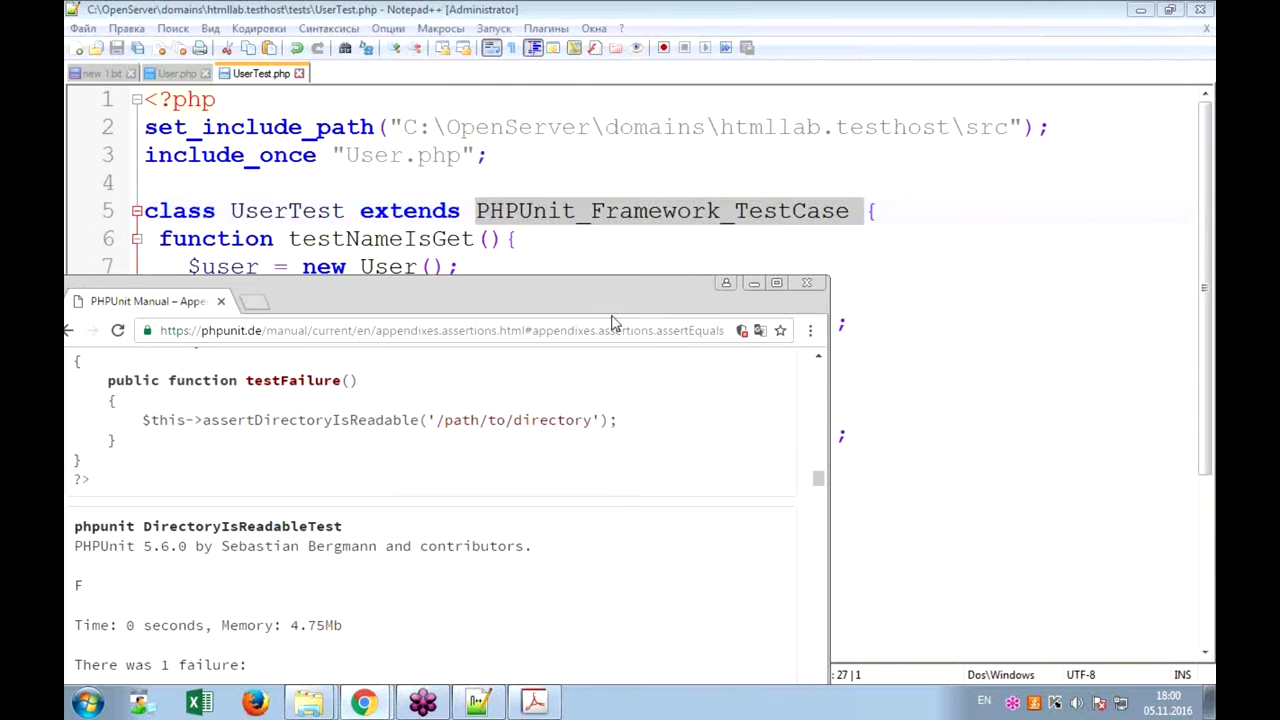 C:\OpenServer\domains\htmllab.testhost\tests\UserTest.php - Notepad++ [Administrator]
Файл Правка Поиск Вид Кодировки Синтаксисы Опции Макросы Запуск Плагины Окна ? X
new 1.txt User.php UserTest.php
1 <?php
2 set_include_path("C:\OpenServer\domains\htmllab.testhost\src");
3 include_once "User.php";
4
5 class UserTest extends PHPUnit_Framework_TestCase {
6 function testNameIsGet(){
7 $user = new User();
;
;
PHPUnit Manual – Appe
https://phpunit.de/manual/current/en/appendixes.assertions.html#appendixes.assertions.assertEquals
{
public function testFailure()
{
$this->assertDirectoryIsReadable('/path/to/directory');
}
}
?>
phpunit DirectoryIsReadableTest
PHPUnit 5.6.0 by Sebastian Bergmann and contributors.
F
Time: 0 seconds, Memory: 4.75Mb
There was 1 failure:
: 27 | 1 Dos\Windows UTF-8 INS
EN 18:00
05.11.2016